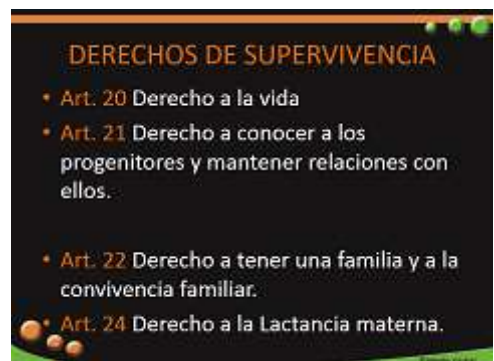 DERECHOS DE SUPERVIVENCIA
• Art. 20 Derecho a la vida
• Art. 21 Derecho a conocer a los
progenitores y mantener relaciones con
ellos.
• Art. 22 Derecho a tener una familia y a la
convivencia familiar.
• Art. 24 Derecho a la Lactancia materna.